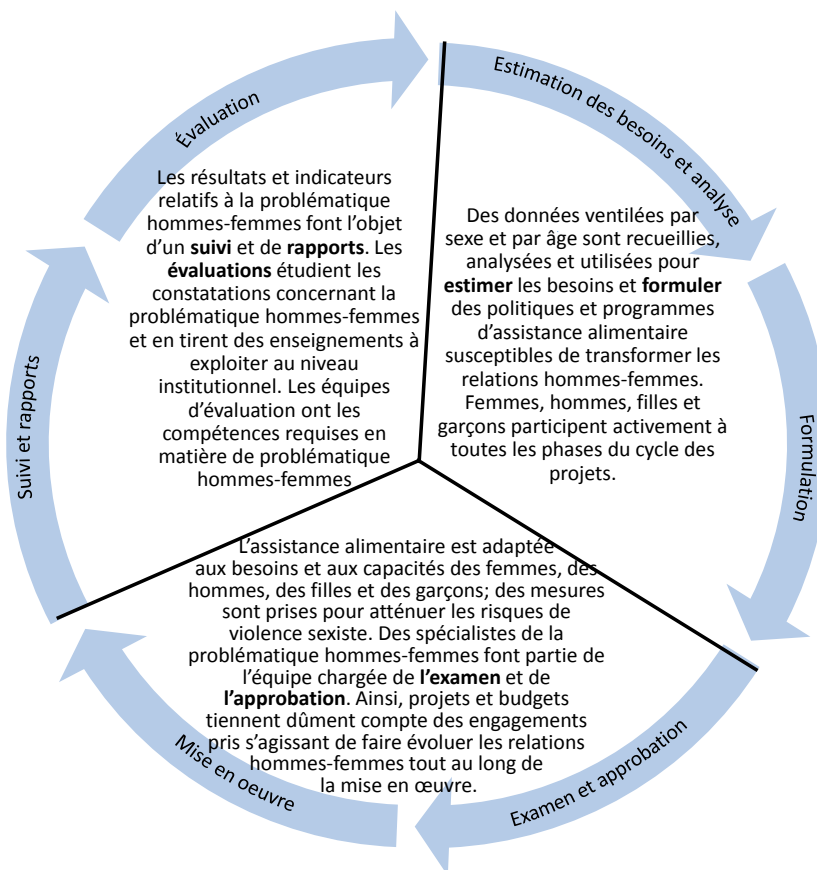 Estimation des besoins et analyse
Des données ventilées par
sexe et par âge sont recueillies,
analysées et utilisées pour
estimer les besoins et formuler
des politiques et programmes
d’assistance alimentaire
susceptibles de transformer les
relations hommes-femmes.
Femmes, hommes, filles et
garçons participent activement à
toutes les phases du cycle des
projets.
Formulation
Examen et approbation
L’assistance alimentaire est adaptée
aux besoins et aux capacités des femmes, des
hommes, des filles et des garçons; des mesures
sont prises pour atténuer les risques de
violence sexiste. Des spécialistes de la
problématique hommes-femmes font partie de
l’équipe chargée de l’examen et de
l’approbation. Ainsi, projets et budgets
tiennent dûment compte des engagements
pris s’agissant de faire évoluer les relations
hommes-femmes tout au long de
la mise en œuvre.
Mise en oeuvre
Suivi et rapports
Évaluation
Les résultats et indicateurs
relatifs à la problématique
hommes-femmes font l’objet
d’un suivi et de rapports. Les
évaluations étudient les
constatations concernant la
problématique hommes-femmes
et en tirent des enseignements à
exploiter au niveau
institutionnel. Les équipes
d’évaluation ont les
compétences requises en
matière de problématique
hommes-femmes